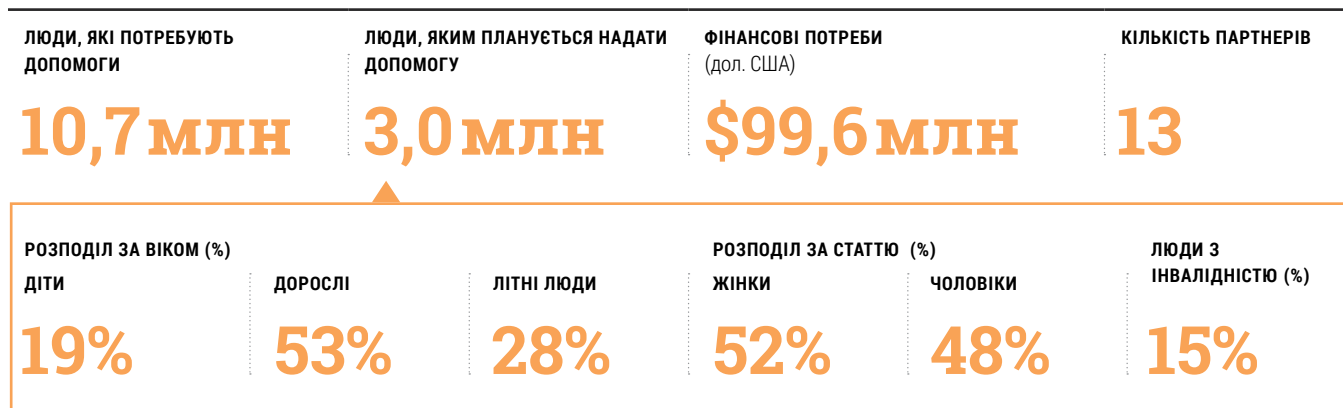 ЛЮДИ, ЯКІ ПОТРЕБУЮТЬ
ДОПОМОГИ
10,7 млн
ЛЮДИ, ЯКИМ ПЛАНУЄТЬСЯ НАДАТИ
ДОПОМОГУ
3,0 млн
ФІНАНСОВІ ПОТРЕБИ
(дол. США)
$99,6 млн
КІЛЬКІСТЬ ПАРТНЕРІВ
13
РОЗПОДІЛ ЗА ВІКОМ (%)
ДІТИ
19%
ДОРОСЛІ
53%
ЛІТНІ ЛЮДИ
28%
РОЗПОДІЛ ЗА СТАТТЮ (%)
ЖІНКИ
52%
ЧОЛОВІКИ
48%
ЛЮДИ З
ІНВАЛІДНІСТЮ (%)
15%